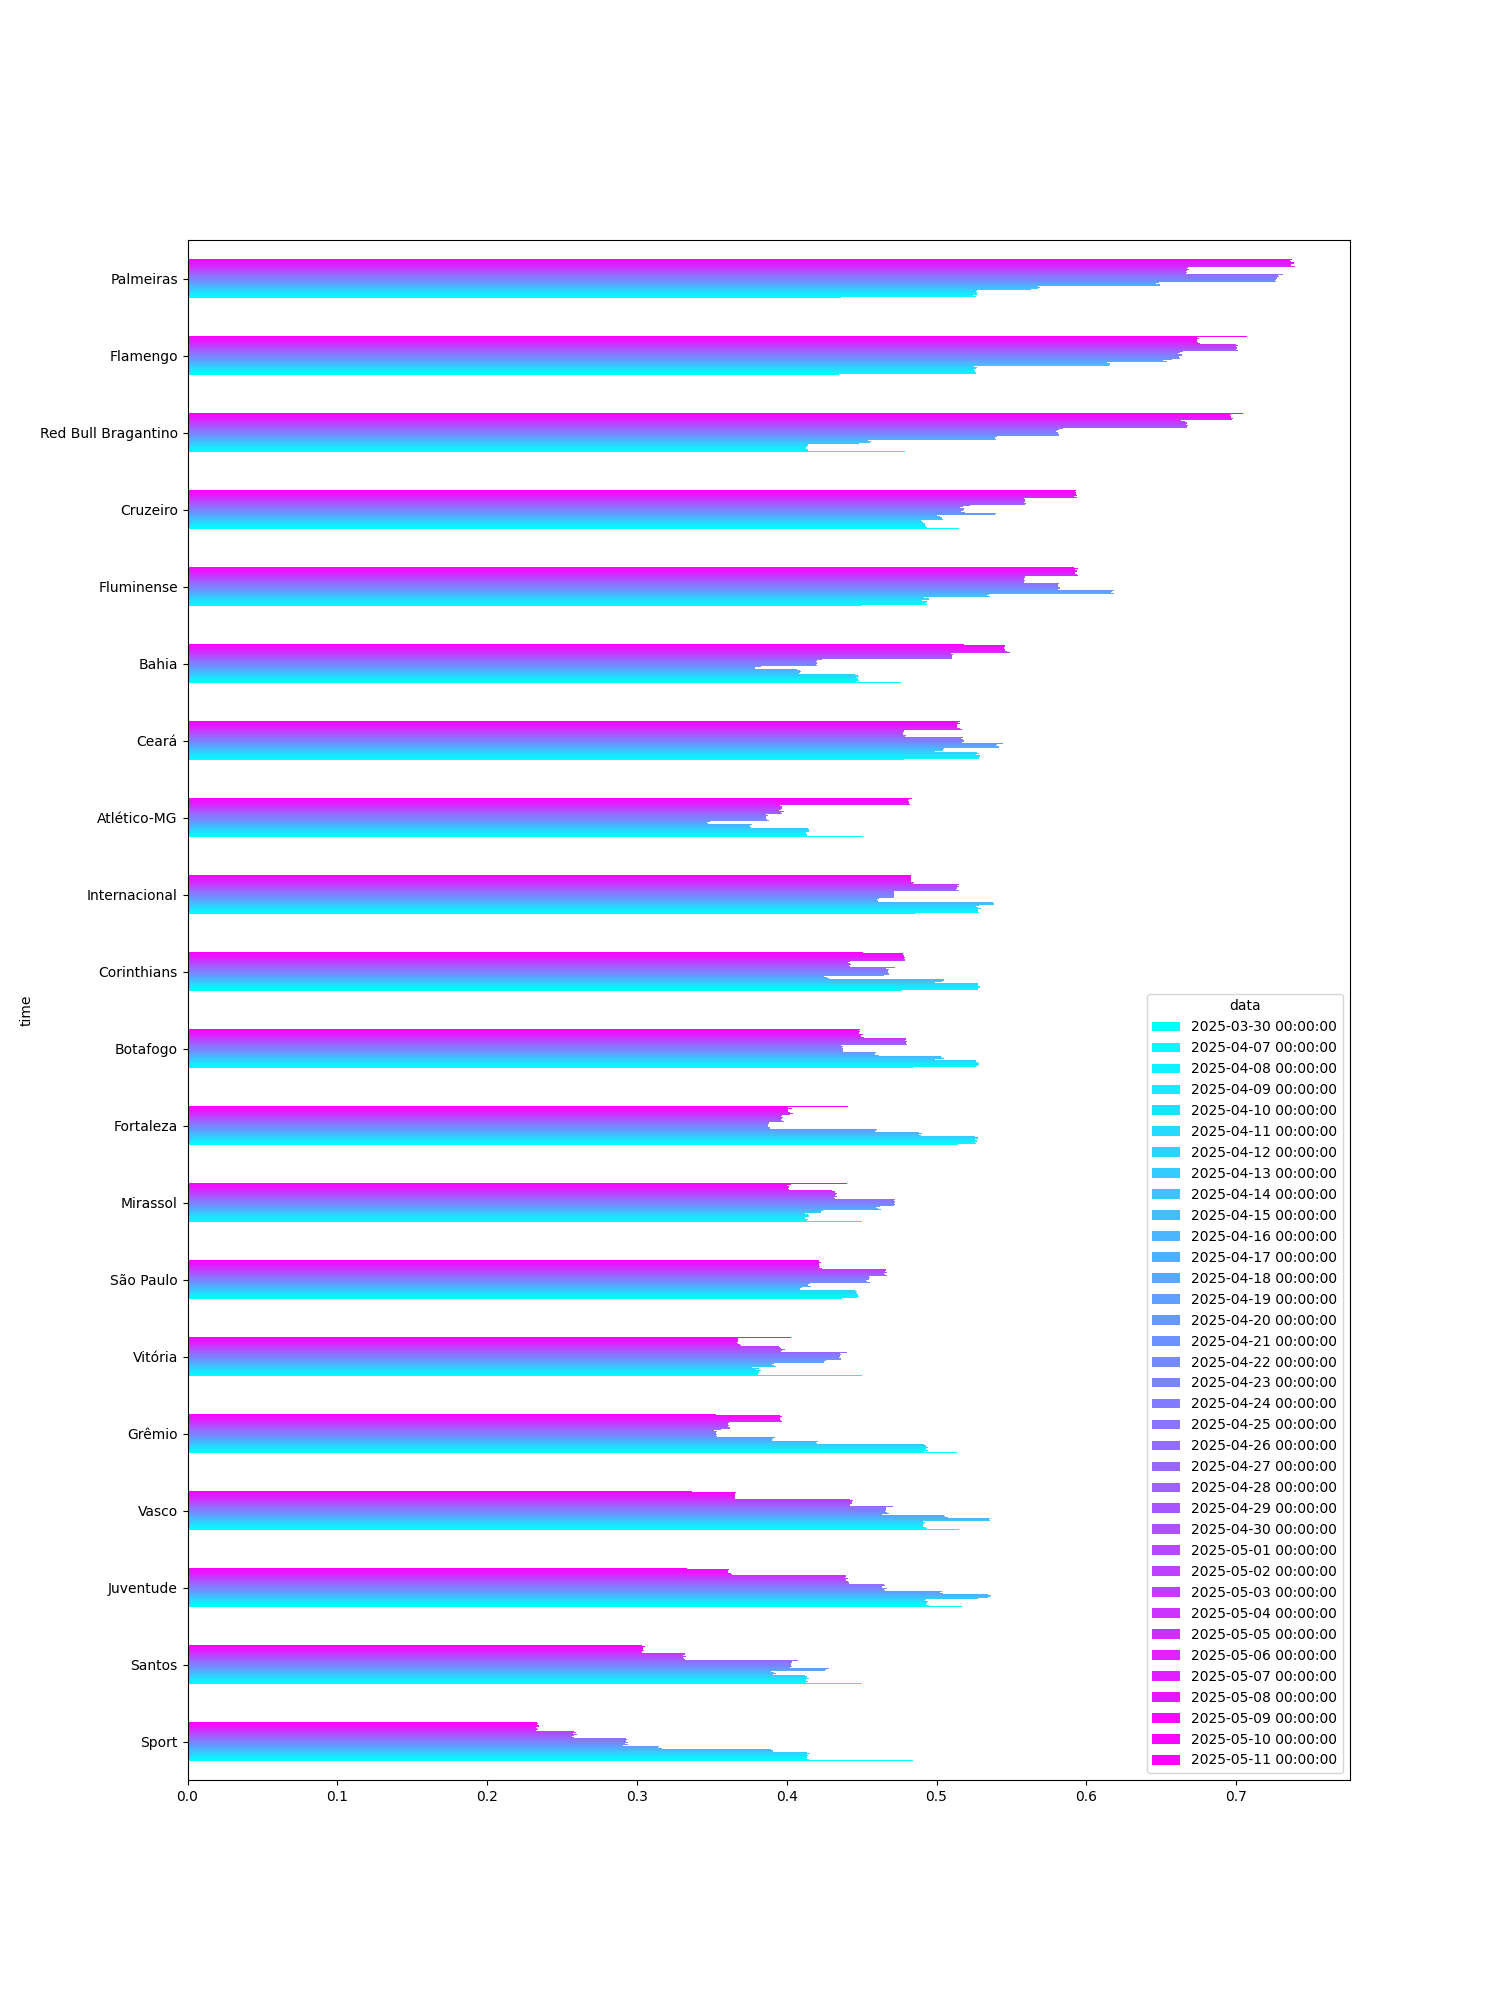 Palmeiras
Flamengo
Red Bull Bragantino
Cruzeiro
Fluminense
Bahia
Ceará
Atlético-MG
Internacional
Corinthians
Botafogo
Fortaleza
Mirassol
São Paulo
Vitória
Grêmio
Vasco
Juventude
Santos
Sport
time
0.0 0.1 0.2 0.3 0.4 0.5 0.6 0.7
data
2025-03-30 00:00:00
2025-04-07 00:00:00
2025-04-08 00:00:00
2025-04-09 00:00:00
2025-04-10 00:00:00
2025-04-11 00:00:00
2025-04-12 00:00:00
2025-04-13 00:00:00
2025-04-14 00:00:00
2025-04-15 00:00:00
2025-04-16 00:00:00
2025-04-17 00:00:00
2025-04-18 00:00:00
2025-04-19 00:00:00
2025-04-20 00:00:00
2025-04-21 00:00:00
2025-04-22 00:00:00
2025-04-23 00:00:00
2025-04-24 00:00:00
2025-04-25 00:00:00
2025-04-26 00:00:00
2025-04-27 00:00:00
2025-04-28 00:00:00
2025-04-29 00:00:00
2025-04-30 00:00:00
2025-05-01 00:00:00
2025-05-02 00:00:00
2025-05-03 00:00:00
2025-05-04 00:00:00
2025-05-05 00:00:00
2025-05-06 00:00:00
2025-05-07 00:00:00
2025-05-08 00:00:00
2025-05-09 00:00:00
2025-05-10 00:00:00
2025-05-11 00:00:00